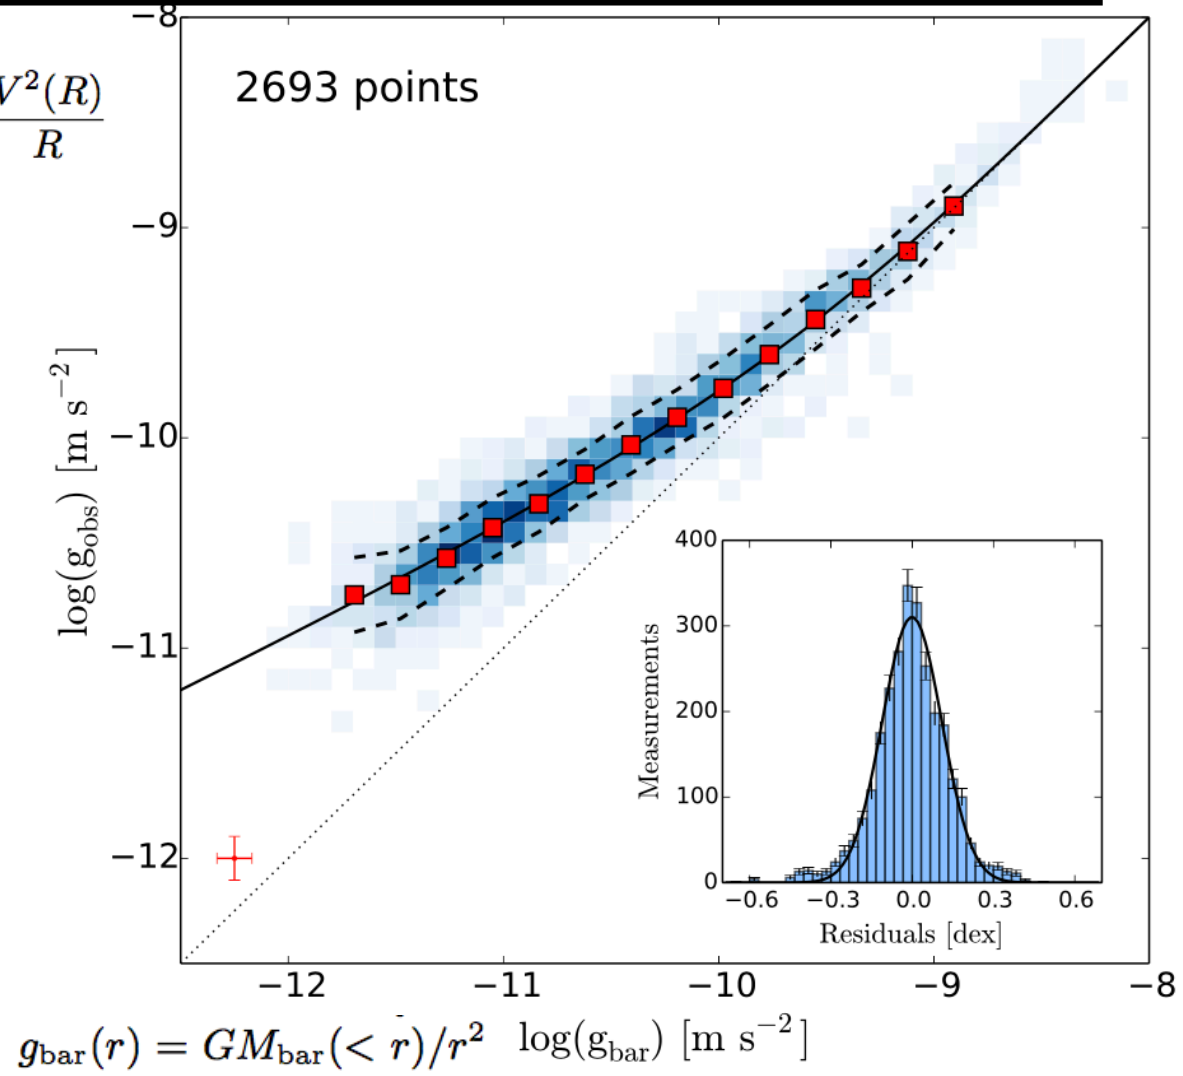 −8
2693 points
V²(R)
R
−9
−10
log(g_obs) [m s⁻²]
−11
−12
400
300
200
100
0
Measurements
−0.6 −0.3 0.0 0.3 0.6
Residuals [dex]
−12 −11 −10 −9 −8
g_bar(r) = GM_bar(< r)/r² log(g_bar) [m s⁻²]